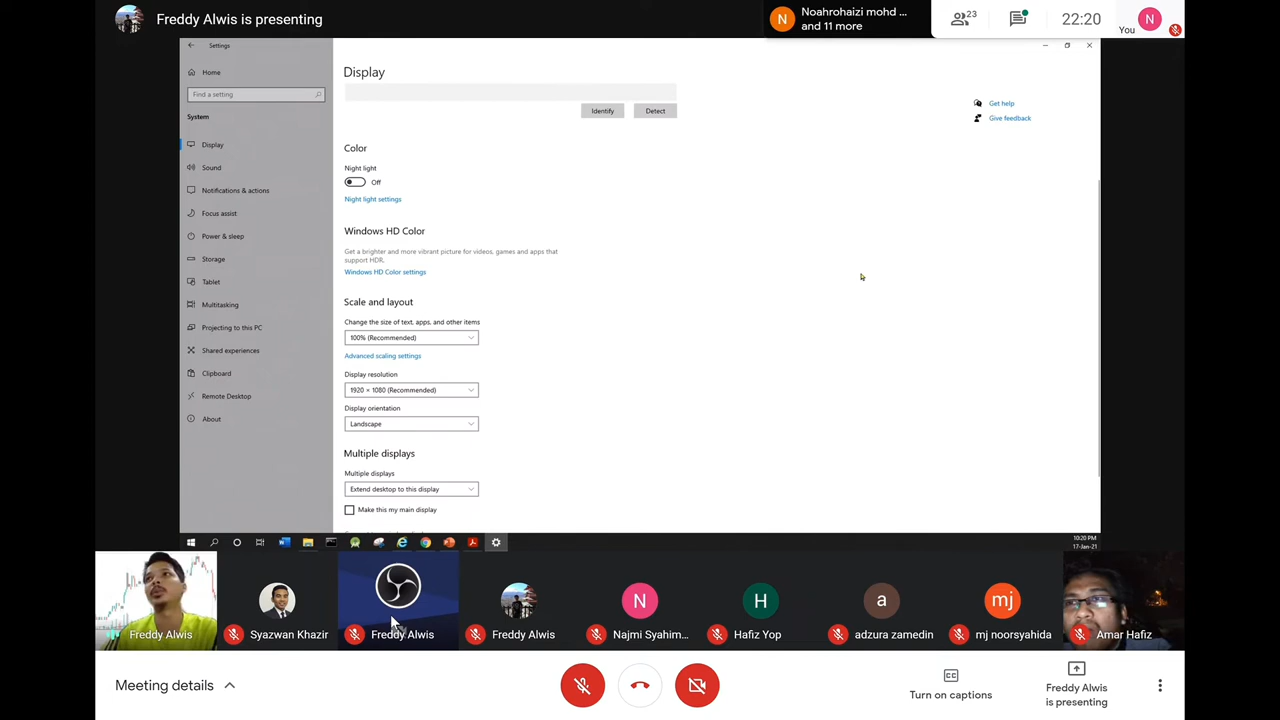 Freddy Alwis is presenting
N
Noahrohaizi mohd ...
and 11 more
23
22:20
You
N
Settings
Home
Find a setting
System
Display
Sound
Notifications & actions
Focus assist
Power & sleep
Storage
Tablet
Multitasking
Projecting to this PC
Shared experiences
Clipboard
Remote Desktop
About
Display
Identify
Detect
Get help
Give feedback
Color
Night light
Off
Night light settings
Windows HD Color
Get a brighter and more vibrant picture for videos, games and apps that
support HDR.
Windows HD Color settings
Scale and layout
Change the size of text, apps, and other items
100% (Recommended)
Advanced scaling settings
Display resolution
1920 × 1080 (Recommended)
Display orientation
Landscape
Multiple displays
Multiple displays
Extend desktop to this display
Make this my main display
10:20 PM
17-Jan-21
Freddy Alwis
Syazwan Khazir
Freddy Alwis
Freddy Alwis
N
Najmi Syahim...
H
Hafiz Yop
a
adzura zamedin
mj
mj noorsyahida
Amar Hafiz
Meeting details
Turn on captions
Freddy Alwis
is presenting